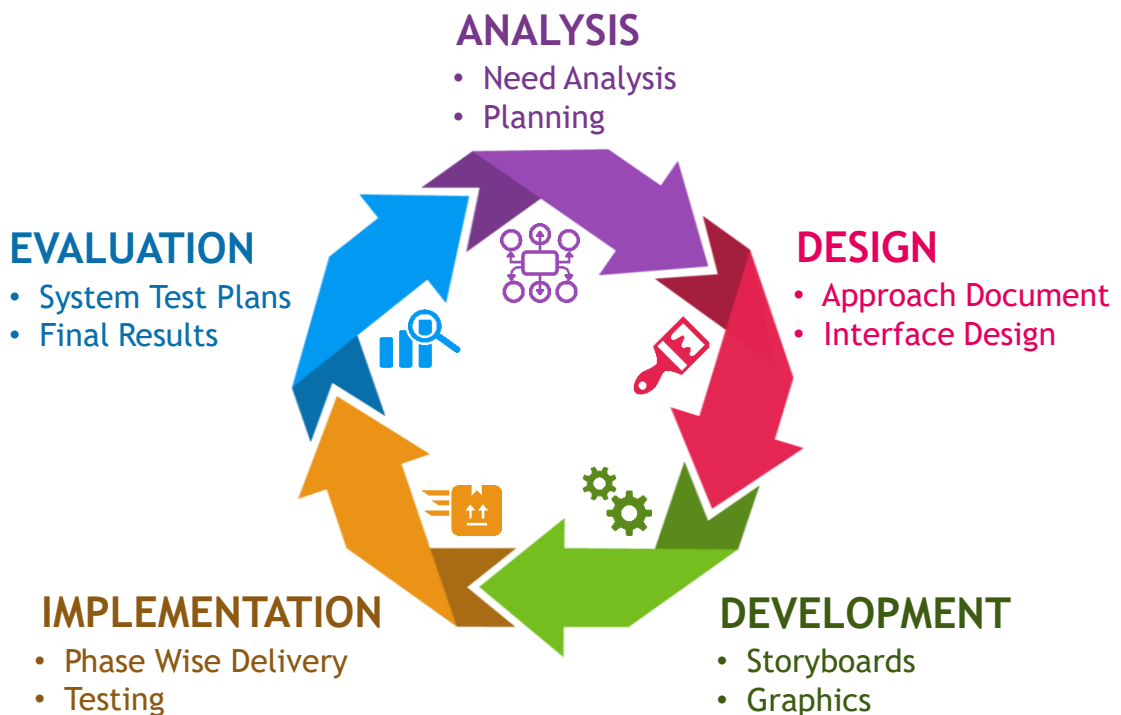 ANALYSIS
• Need Analysis
• Planning
DESIGN
• Approach Document
• Interface Design
DEVELOPMENT
• Storyboards
• Graphics
IMPLEMENTATION
• Phase Wise Delivery
• Testing
EVALUATION
• System Test Plans
• Final Results